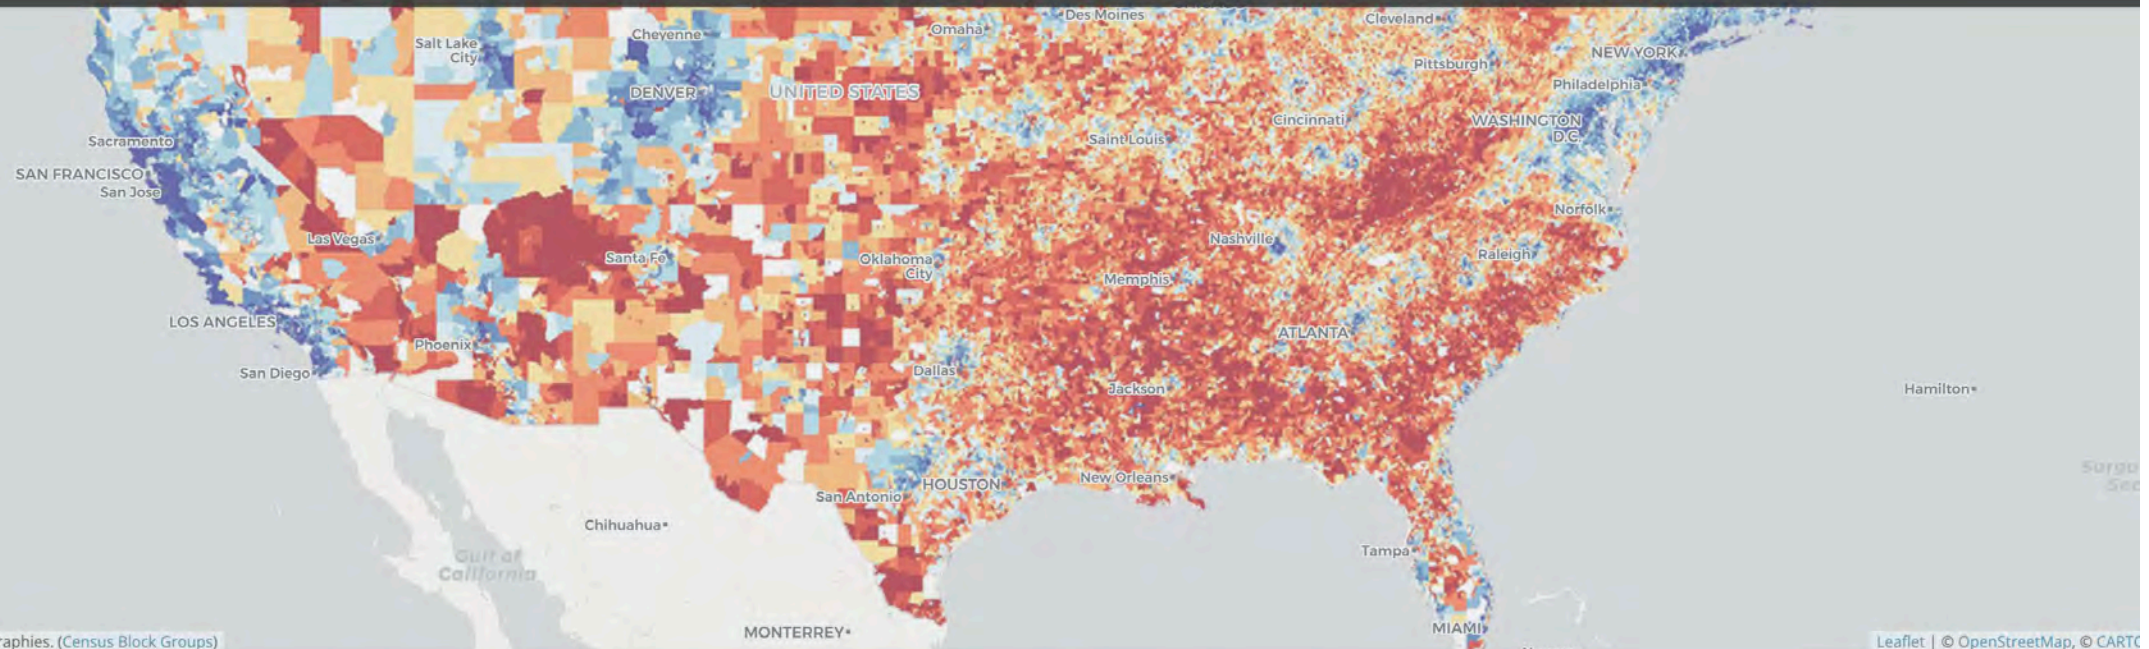 Des Moines
Cleveland
Omaha
Cheyenne
Salt Lake
City
NEW YORK
Pittsburgh
Philadelphia
DENVER
UNITED STATES
Sacramento
Saint Louis
Cincinnati
WASHINGTON
D.C.
SAN FRANCISCO
San Jose
Norfolk
Las Vegas
Nashville
Raleigh
Santa Fe
Oklahoma
City
Memphis
LOS ANGELES
ATLANTA
Phoenix
San Diego
Dallas
Jackson
Hamilton
New Orleans
HOUSTON
San Antonio
Chihuahua
Tampa
Gulf of
California
MONTERREY
MIAMI
raphies. (Census Block Groups)
Leaflet | © OpenStreetMap, © CARTO